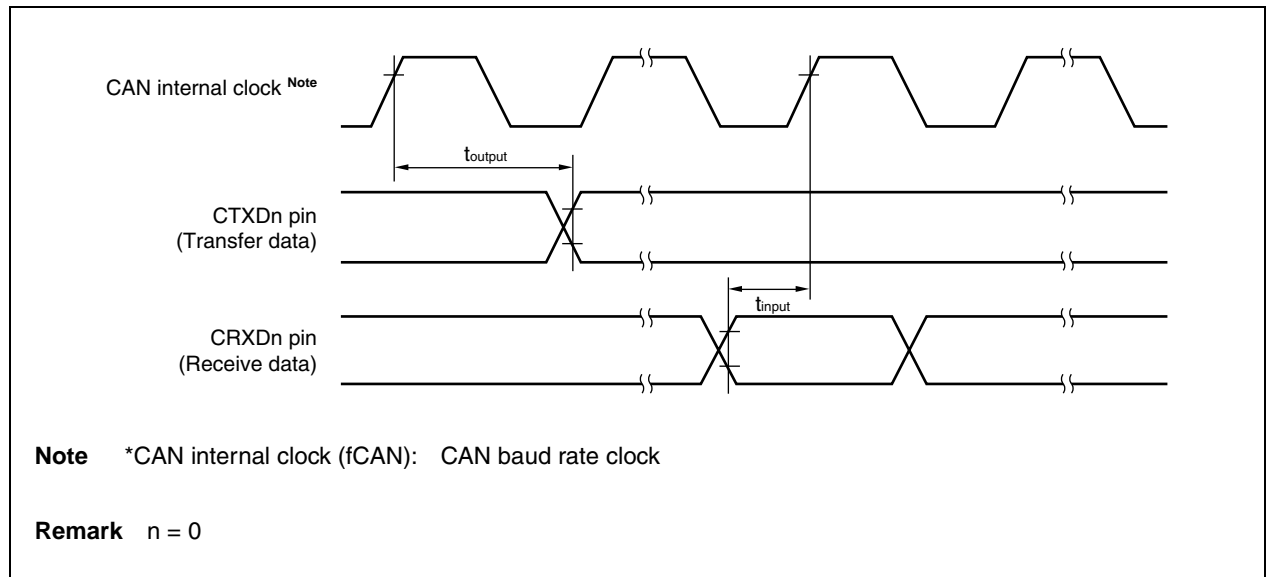 CAN internal clock Note
toutput
CTXDn pin
(Transfer data)
tinput
CRXDn pin
(Receive data)
Note *CAN internal clock (fCAN): CAN baud rate clock
Remark n = 0